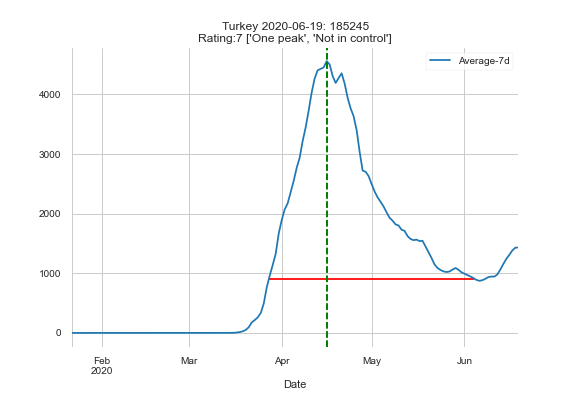 Turkey 2020-06-19: 185245
Rating:7 ['One peak', 'Not in control']
Average-7d
4000
3000
2000
1000
0
Feb
2020
Mar
Apr
May
Jun
Date